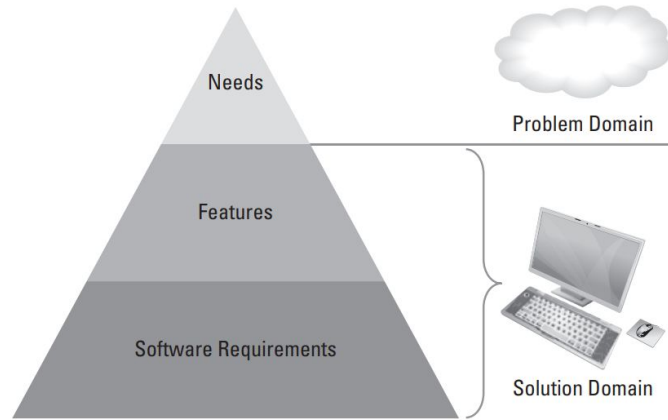 Needs
Problem Domain
Features
Software Requirements
Solution Domain